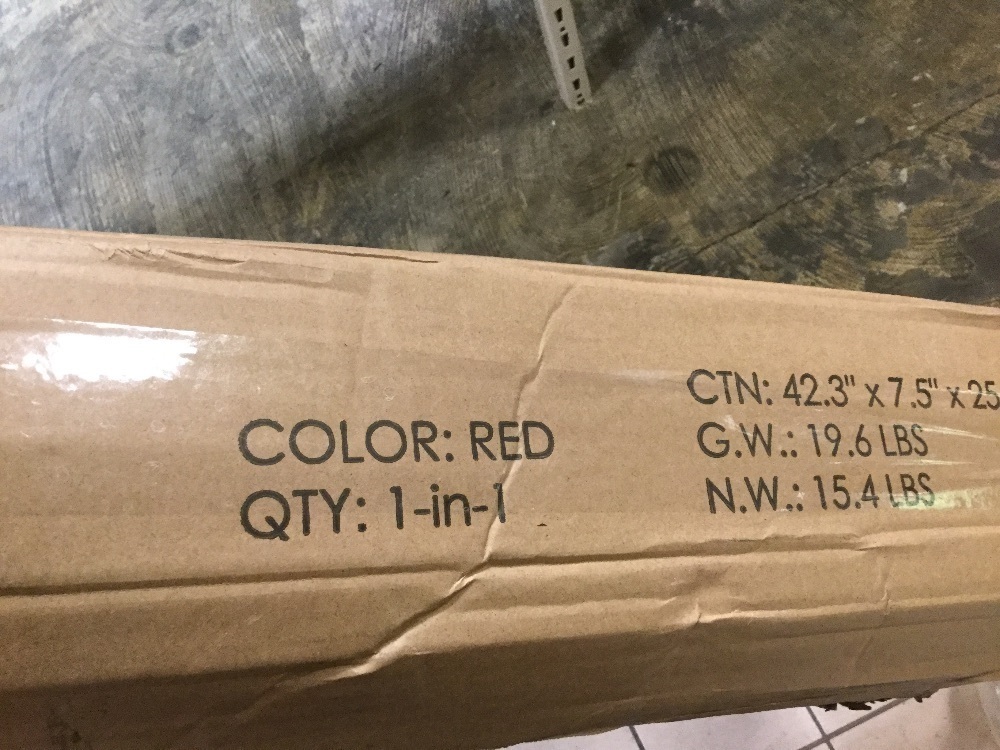 COLOR: RED
QTY: 1-in-1
CTN: 42.3" x 7.5" x 25
G.W.: 19.6 LBS
N.W.: 15.4 LBS